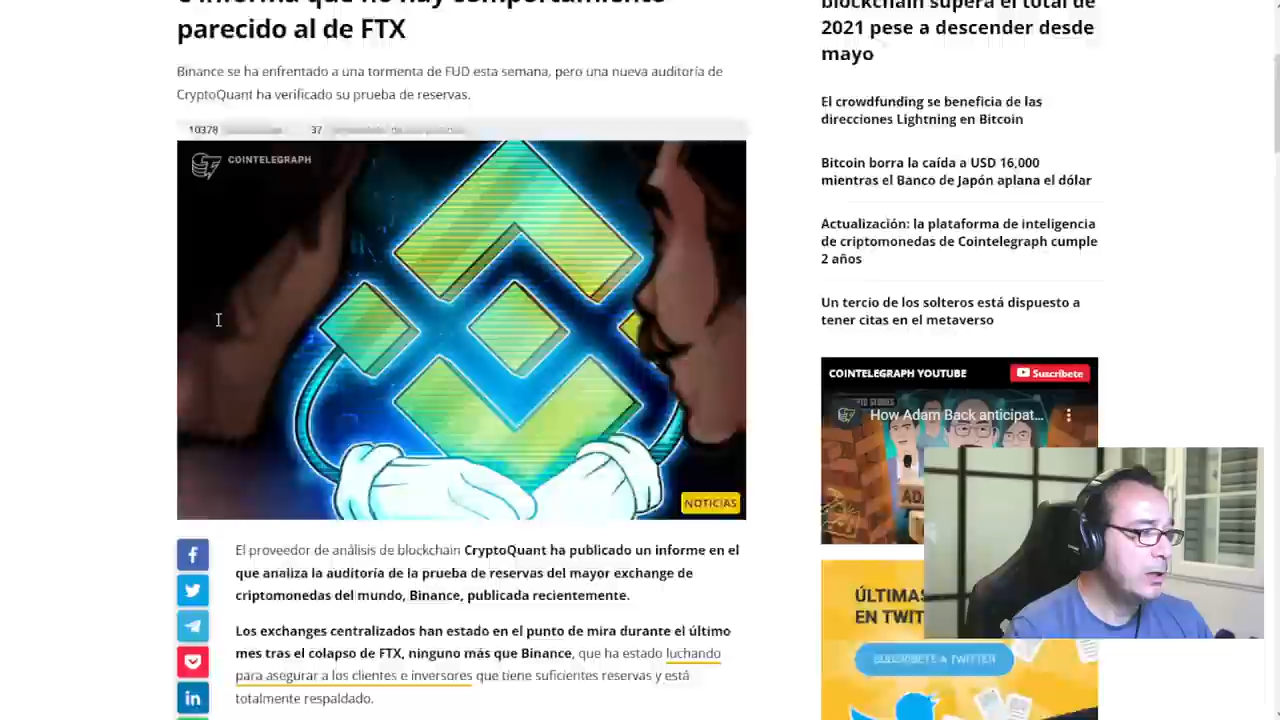 parecido al de FTX
Binance se ha enfrentado a una tormenta de FUD esta semana, pero una nueva auditoría de
CryptoQuant ha verificado su prueba de reservas.
10378
37
COINTELEGRAPH
NOTICIAS
El proveedor de análisis de blockchain CryptoQuant ha publicado un informe en el
que analiza la auditoría de la prueba de reservas del mayor exchange de
criptomonedas del mundo, Binance, publicada recientemente.
Los exchanges centralizados han estado en el punto de mira durante el último
mes tras el colapso de FTX, ninguno más que Binance, que ha estado luchando
para asegurar a los clientes e inversores que tiene suficientes reservas y está
totalmente respaldado.
blockchain supera el total de
2021 pese a descender desde
mayo
El crowdfunding se beneficia de las
direcciones Lightning en Bitcoin
Bitcoin borra la caída a USD 16,000
mientras el Banco de Japón aplana el dólar
Actualización: la plataforma de inteligencia
de criptomonedas de Cointelegraph cumple
2 años
Un tercio de los solteros está dispuesto a
tener citas en el metaverso
COINTELEGRAPH YOUTUBE
Suscríbete
How Adam Back anticipat...
ÚLTIMAS
EN TWIT
SUBSCRÍBETE A TWITTER